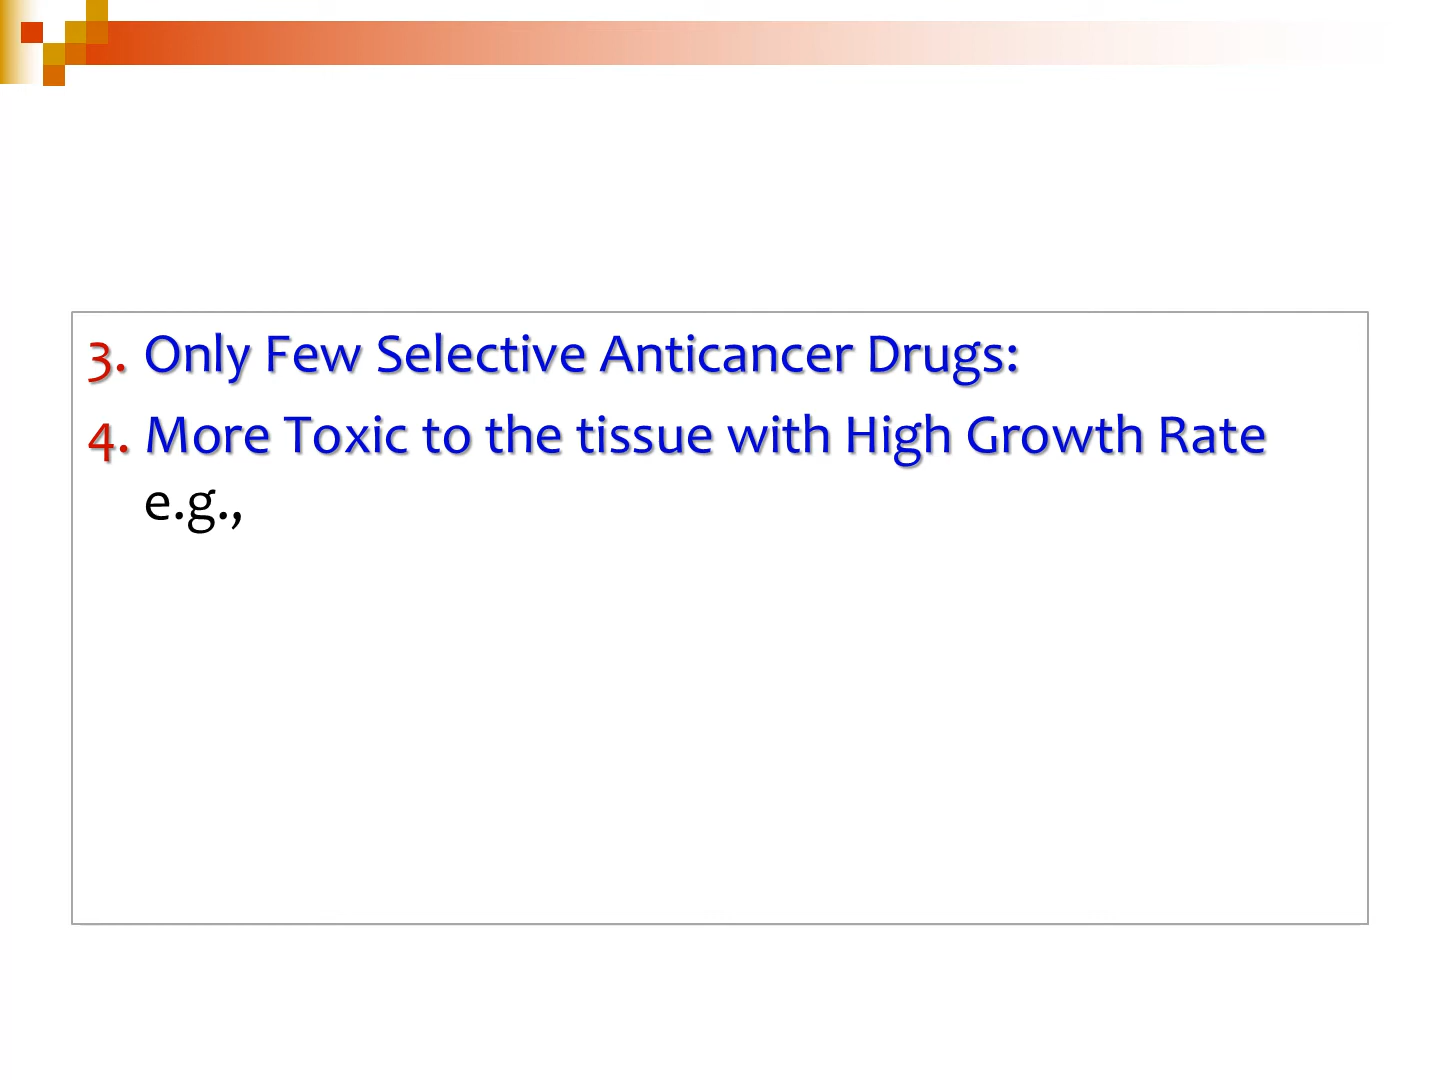 3. Only Few Selective Anticancer Drugs:
4. More Toxic to the tissue with High Growth Rate
e.g.,